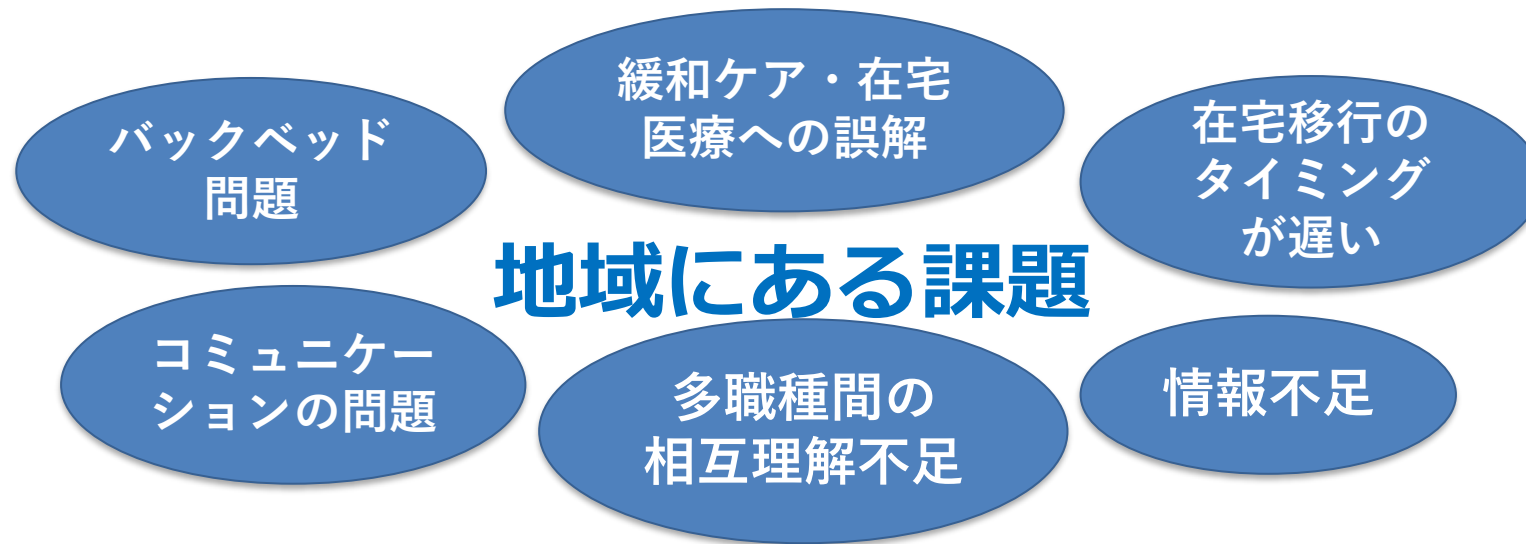 バックベッド
問題
緩和ケア・在宅
医療への誤解
在宅移行の
タイミング
が遅い
地域にある課題
コミュニケー
ションの問題
多職種間の
相互理解不足
情報不足